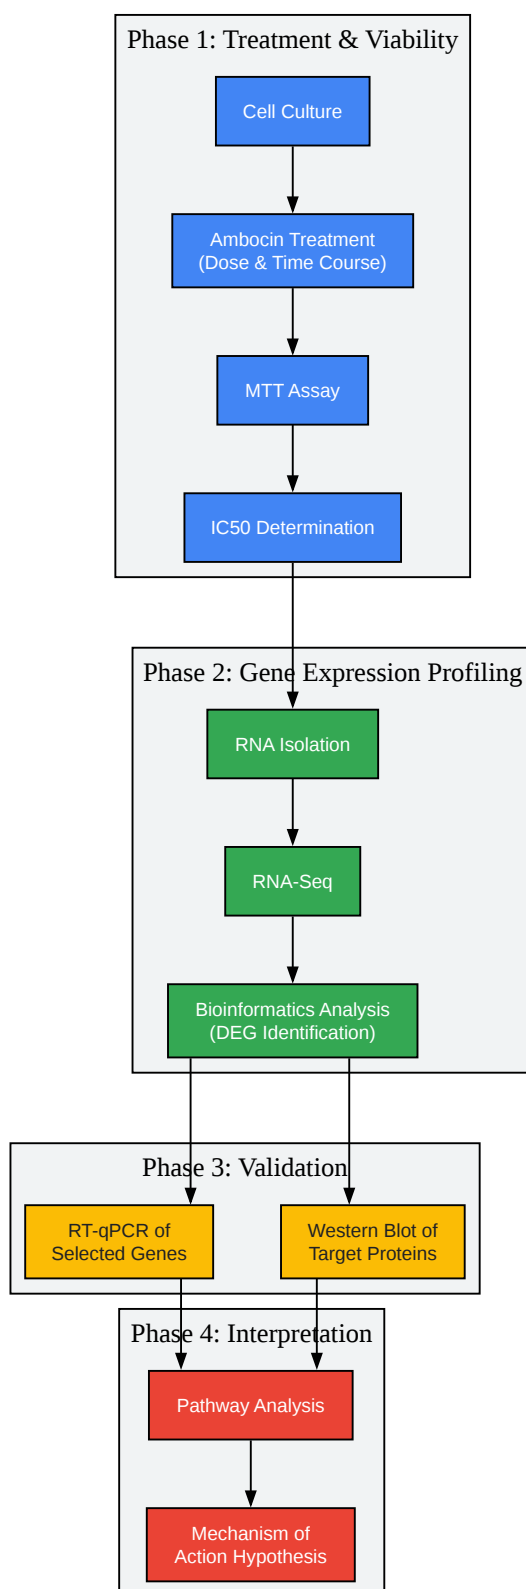 Phase 1: Treatment & Viability
Cell Culture
Ambocin Treatment
(Dose & Time Course)
MTT Assay
IC50 Determination
Phase 2: Gene Expression Profiling
RNA Isolation
RNA-Seq
Bioinformatics Analysis
(DEG Identification)
Phase 3: Validation
RT-qPCR of
Selected Genes
Western Blot of
Target Proteins
Phase 4: Interpretation
Pathway Analysis
Mechanism of
Action Hypothesis